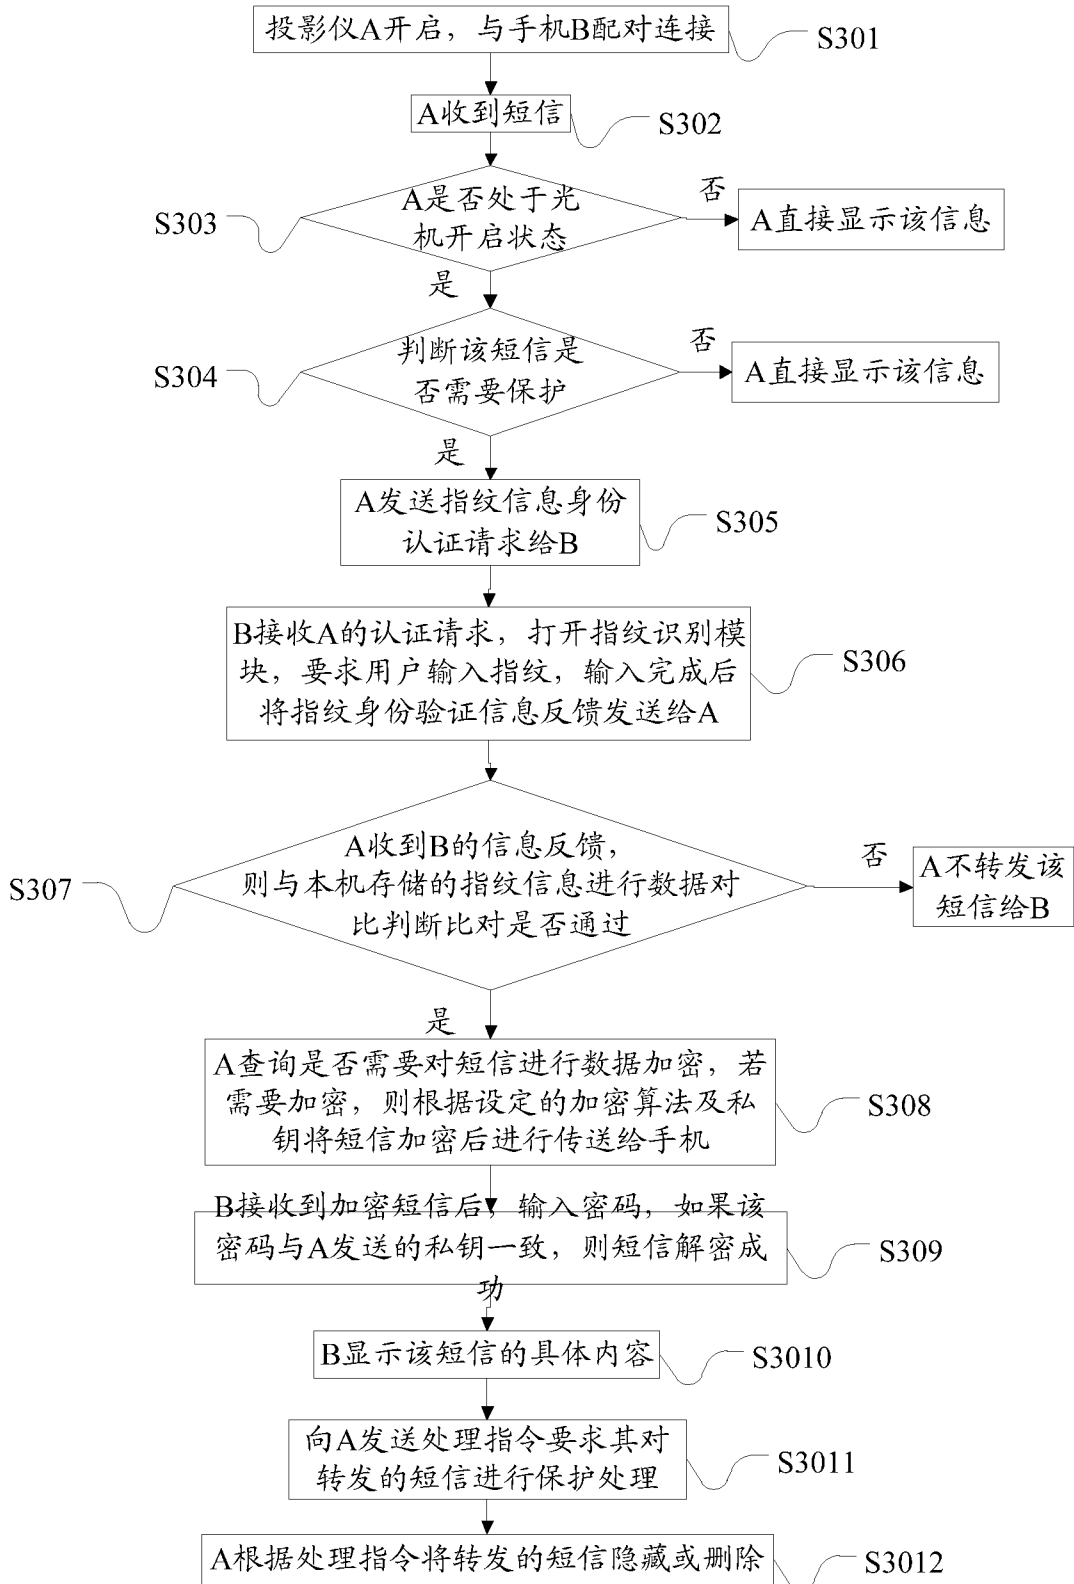 投影仪A开启，与手机B配对连接
S301
A收到短信
S302
S303
A是否处于光
机开启状态
否
A直接显示该信息
是
S304
判断该短信是
否需要保护
否
A直接显示该信息
是
A发送指纹信息身份
认证请求给B
S305
B接收A的认证请求，打开指纹识别模
块，要求用户输入指纹，输入完成后
将指纹身份验证信息反馈发送给A
S306
S307
A收到B的信息反馈，
则与本机存储的指纹信息进行数据对
比判断比对是否通过
否
A不转发该
短信给B
是
A查询是否需要对短信进行数据加密，若
需要加密，则根据设定的加密算法及私
钥将短信加密后进行传送给手机
S308
B接收到加密短信后，输入密码，如果该
密码与A发送的私钥一致，则短信解密成
功
S309
B显示该短信的具体内容
S3010
向A发送处理指令要求其对
转发的短信进行保护处理
S3011
A根据处理指令将转发的短信隐藏或删除
S3012